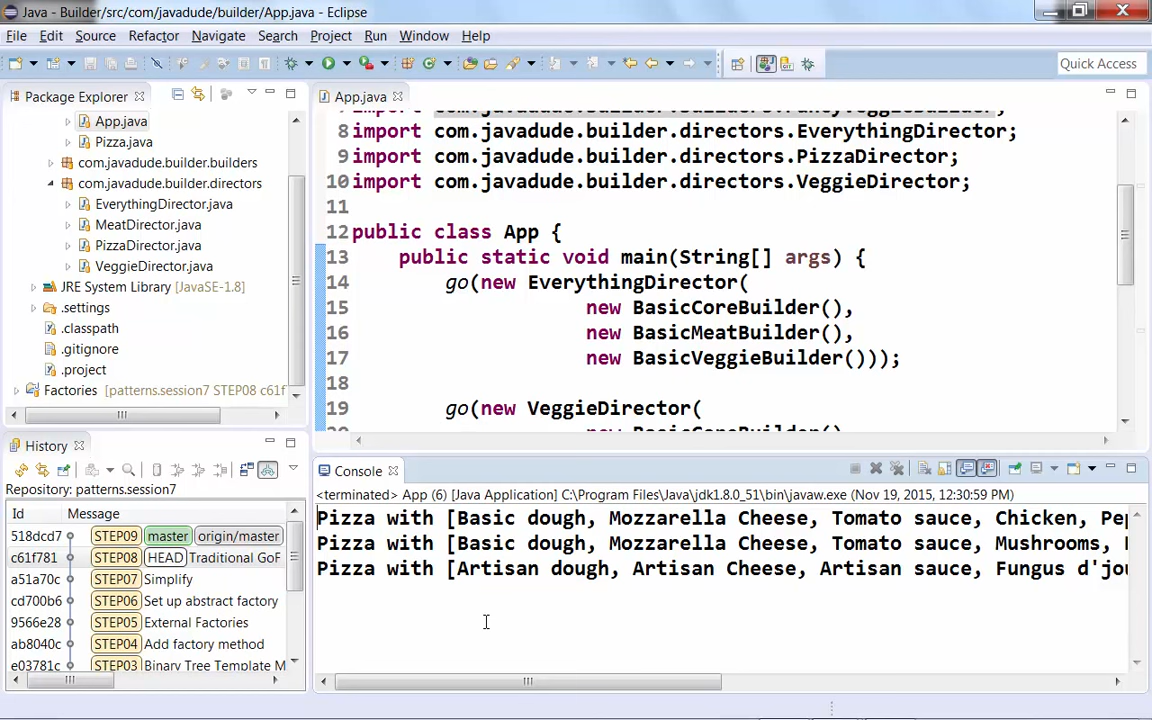 Java - Builder/src/com/javadude/builder/App.java - Eclipse
File Edit Source Refactor Navigate Search Project Run Window Help
Quick Access
Package Explorer
App.java
Pizza.java
com.javadude.builder.builders
com.javadude.builder.directors
EverythingDirector.java
MeatDirector.java
PizzaDirector.java
VeggieDirector.java
JRE System Library [JavaSE-1.8]
.settings
.classpath
.gitignore
.project
Factories [patterns.session7 STEP08 c61f
App.java
8 import com.javadude.builder.directors.EverythingDirector;
9 import com.javadude.builder.directors.PizzaDirector;
10 import com.javadude.builder.directors.VeggieDirector;
11
12 public class App {
13 public static void main(String[] args) {
14 go(new EverythingDirector(
15 new BasicCoreBuilder(),
16 new BasicMeatBuilder(),
17 new BasicVeggieBuilder()));
18
19 go(new VeggieDirector(
History
Repository: patterns.session7
Id Message
518dcd7 STEP09 master origin/master
c61f781 STEP08 HEAD Traditional GoF
a51a70c STEP07 Simplify
cd700b6 STEP06 Set up abstract factory
9566e28 STEP05 External Factories
ab8040c STEP04 Add factory method
e03781c STEP03 Binary Tree Template M
Console
<terminated> App (6) [Java Application] C:\Program Files\Java\jdk1.8.0_51\bin\javaw.exe (Nov 19, 2015, 12:30:59 PM)
Pizza with [Basic dough, Mozzarella Cheese, Tomato sauce, Chicken, Pep
Pizza with [Basic dough, Mozzarella Cheese, Tomato sauce, Mushrooms,
Pizza with [Artisan dough, Artisan Cheese, Artisan sauce, Fungus d'jou